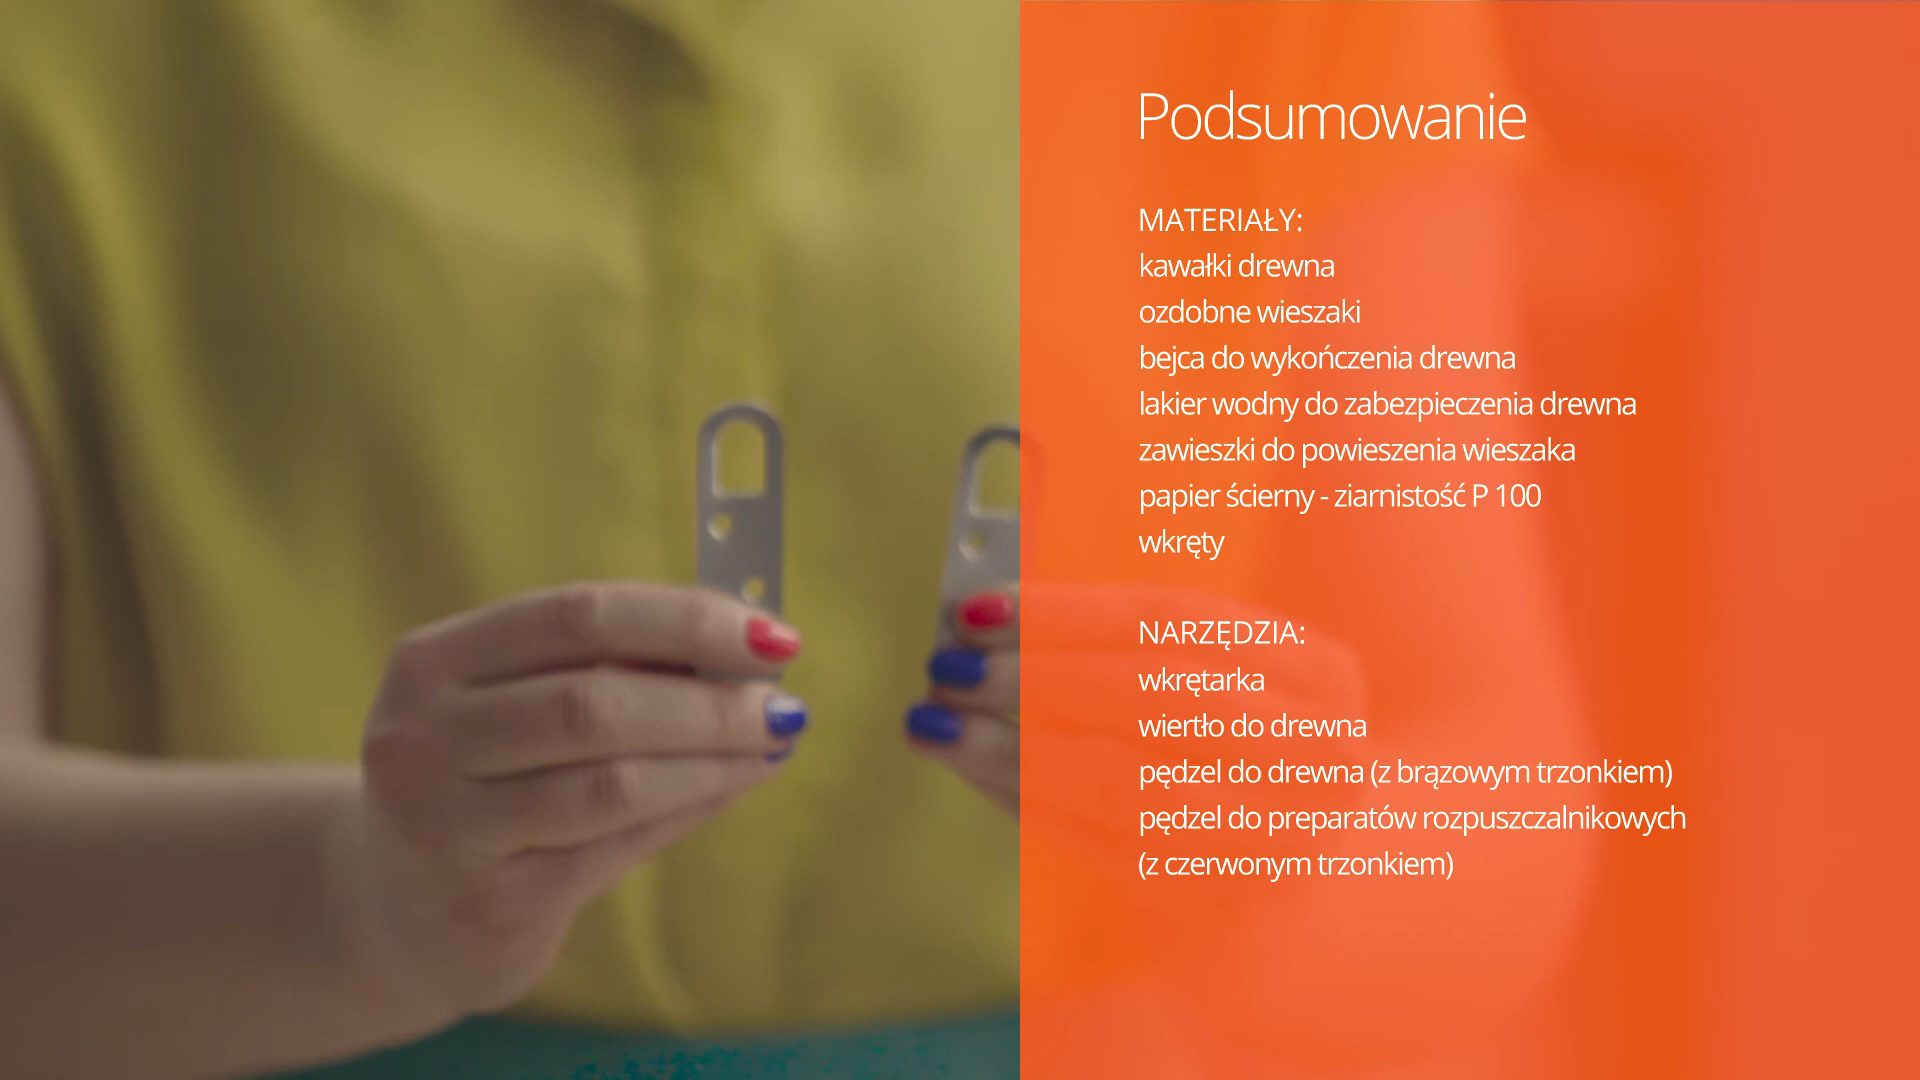 Podsumowanie
MATERIAŁY:
kawałki drewna
ozdobne wieszaki
bejca do wykończenia drewna
lakier wodny do zabezpieczenia drewna
zawieszki do powieszenia wieszaka
papier ścierny - ziarnistość P 100
wkręty
NARZĘDZIA:
wkrętarka
wiertło do drewna
pędzel do drewna (z brązowym trzonkiem)
pędzel do preparatów rozpuszczalnikowych
(z czerwonym trzonkiem)